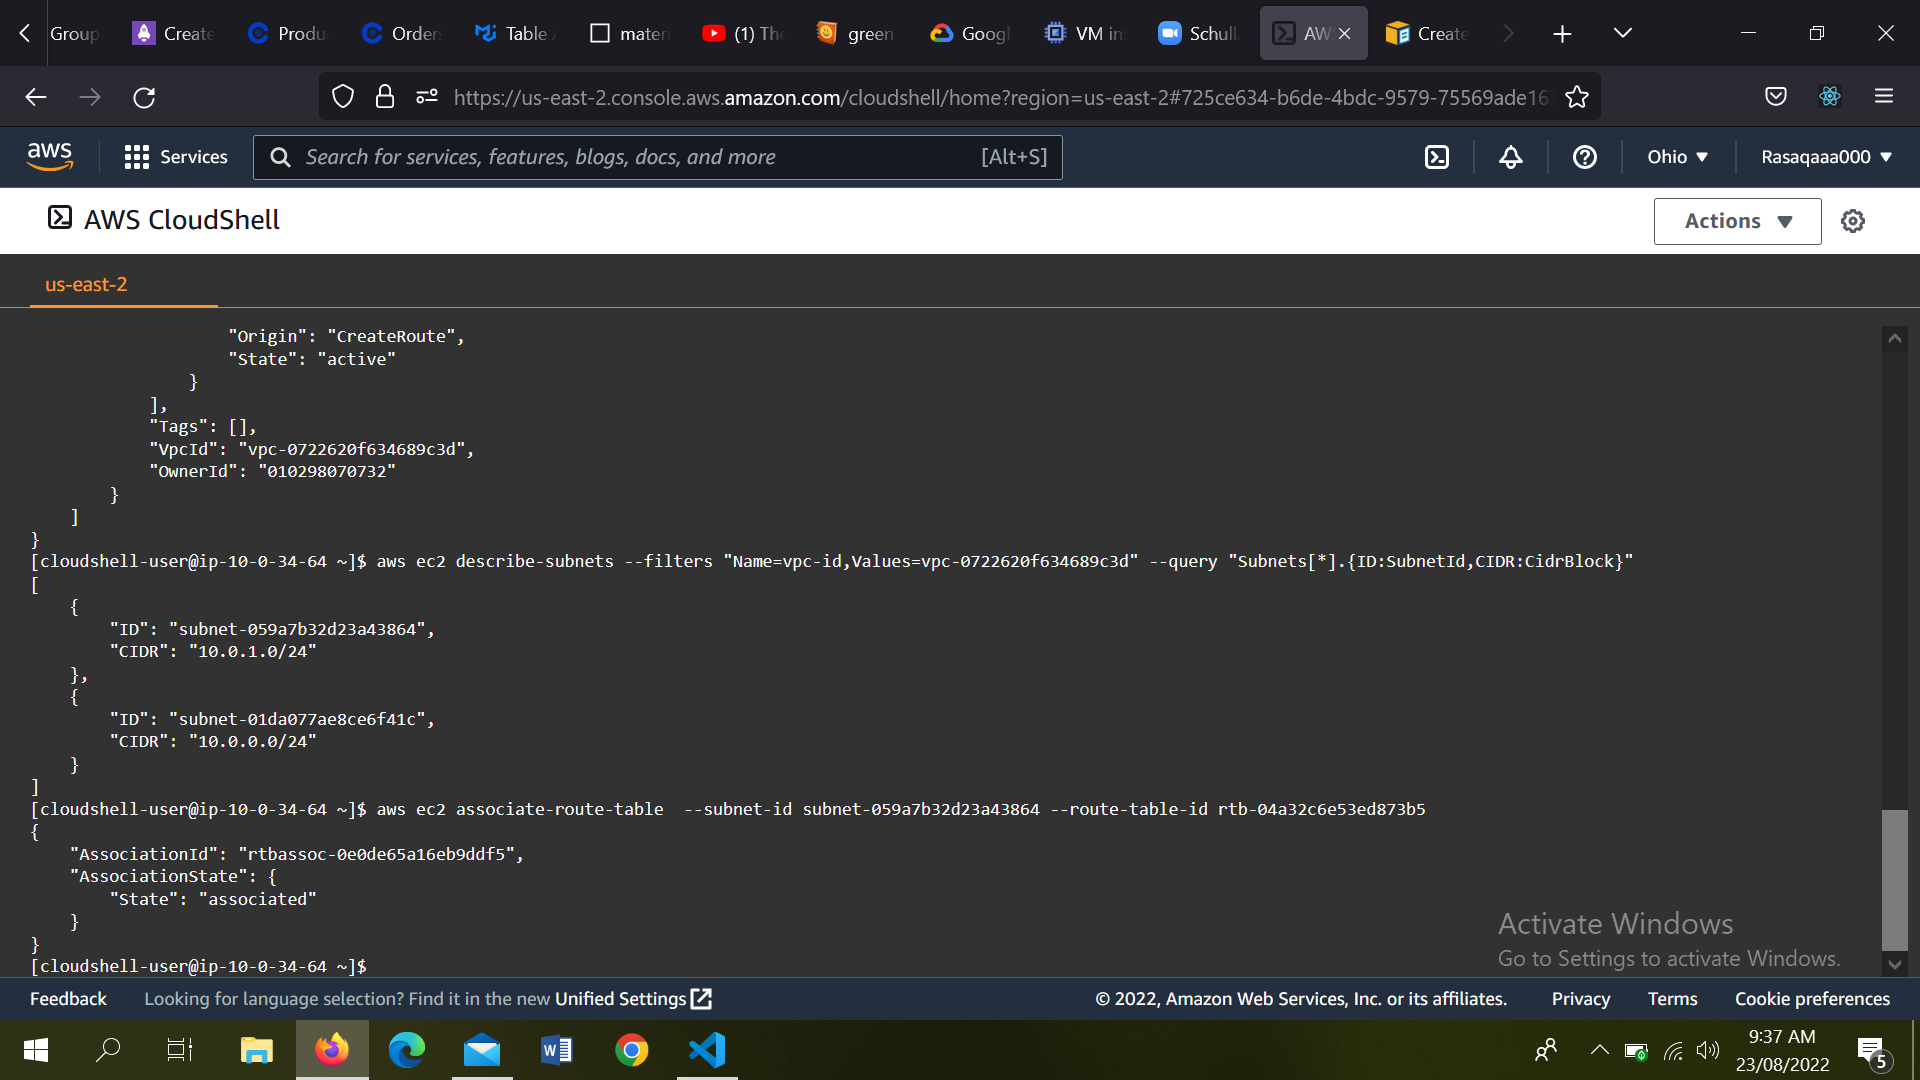 Group
Create
Produ
Order
Table
mater
(1) Th
green
Googl
VM in
Schull
AW
Create
https://us-east-2.console.aws.amazon.com/cloudshell/home?region=us-east-2#725ce634-b6de-4bdc-9579-75569ade16
aws
Services
Search for services, features, blogs, docs, and more
[Alt+S]
Ohio
Rasaqaaa000
AWS CloudShell
Actions
us-east-2
"Origin": "CreateRoute",
"State": "active"
}
],
"Tags": [],
"VpcId": "vpc-0722620f634689c3d",
"OwnerId": "010298070732"
}
]
}
[cloudshell-user@ip-10-0-34-64 ~]$ aws ec2 describe-subnets --filters "Name=vpc-id,Values=vpc-0722620f634689c3d" --query "Subnets[*].{ID:SubnetId,CIDR:CidrBlock}"
[
{
"ID": "subnet-059a7b32d23a43864",
"CIDR": "10.0.1.0/24"
},
{
"ID": "subnet-01da077ae8ce6f41c",
"CIDR": "10.0.0.0/24"
}
]
[cloudshell-user@ip-10-0-34-64 ~]$ aws ec2 associate-route-table  --subnet-id subnet-059a7b32d23a43864 --route-table-id rtb-04a32c6e53ed873b5
{
"AssociationId": "rtbassoc-0e0de65a16eb9ddf5",
"AssociationState": {
"State": "associated"
}
}
[cloudshell-user@ip-10-0-34-64 ~]$
Activate Windows
Go to Settings to activate Windows.
Feedback
Looking for language selection? Find it in the new Unified Settings
© 2022, Amazon Web Services, Inc. or its affiliates.
Privacy
Terms
Cookie preferences
9:37 AM
23/08/2022
5